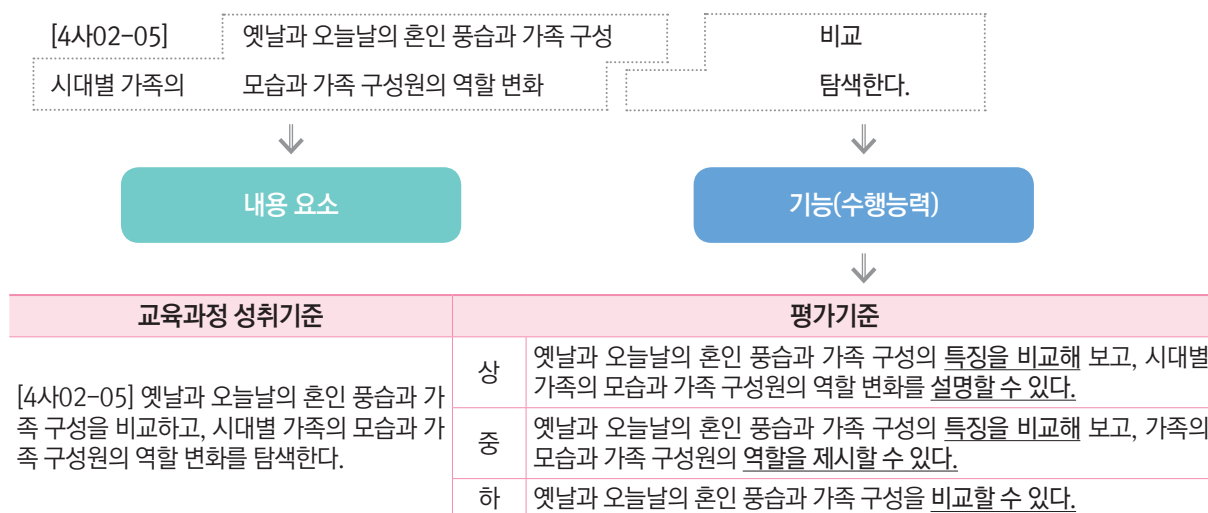 [4사02-05] 옛날과 오늘날의 혼인 풍습과 가족 구성 비교
시대별 가족의 모습과 가족 구성원의 역할 변화 탐색한다.
내용 요소 기능(수행능력)
교육과정 성취기준 평가기준
[4사02-05] 옛날과 오늘날의 혼인 풍습과 가
족 구성을 비교하고, 시대별 가족의 모습과 가
족 구성원의 역할 변화를 탐색한다.
상
옛날과 오늘날의 혼인 풍습과 가족 구성의 특징을 비교해 보고, 시대별
가족의 모습과 가족 구성원의 역할 변화를 설명할 수 있다.
중
옛날과 오늘날의 혼인 풍습과 가족 구성의 특징을 비교해 보고, 가족의
모습과 가족 구성원의 역할을 제시할 수 있다.
하
옛날과 오늘날의 혼인 풍습과 가족 구성을 비교할 수 있다.